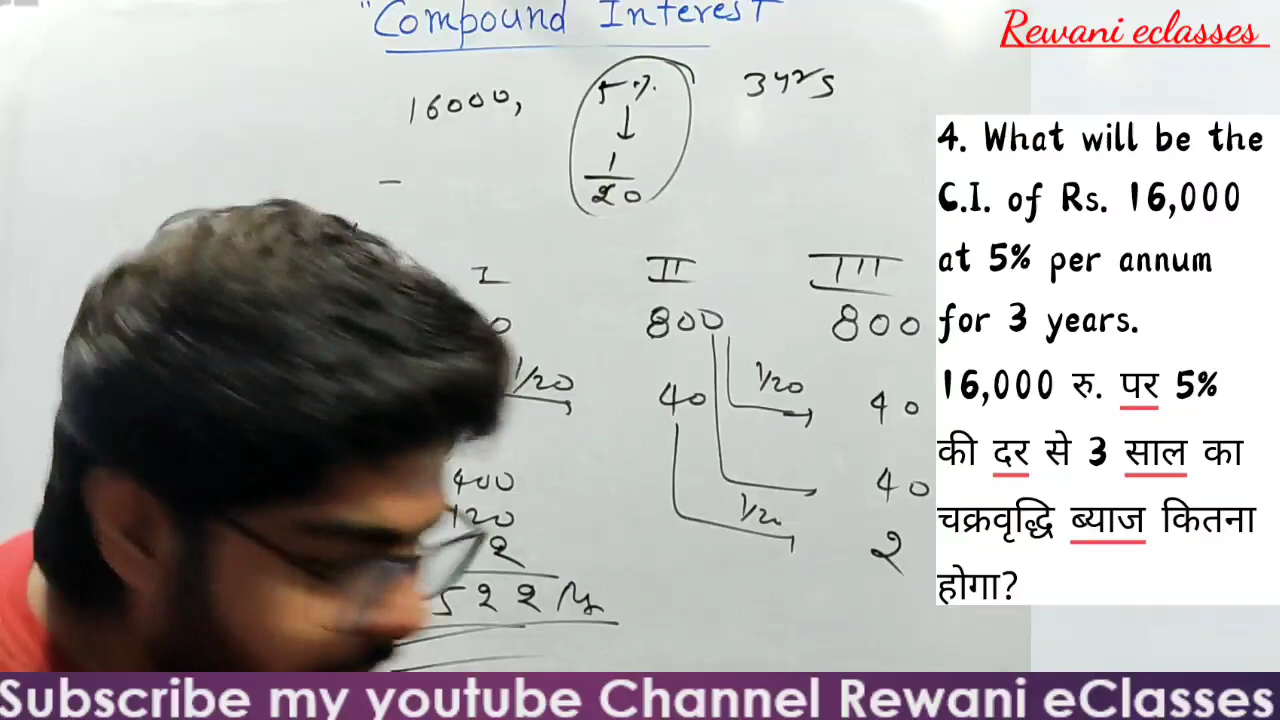 "Compound Interest
Rewani eclasses
16000, 5%. 3 yrs
1
20
I II III
800 800
1/20
40 1/20 40
400 40
120 1/20
2 2
522 Rs
4. What will be the
C.I. of Rs. 16,000
at 5% per annum
for 3 years.
16,000 रु. पर 5%
की दर से 3 साल का
चक्रवृद्धि ब्याज कितना
होगा?
Subscribe my youtube Channel Rewani eClasses